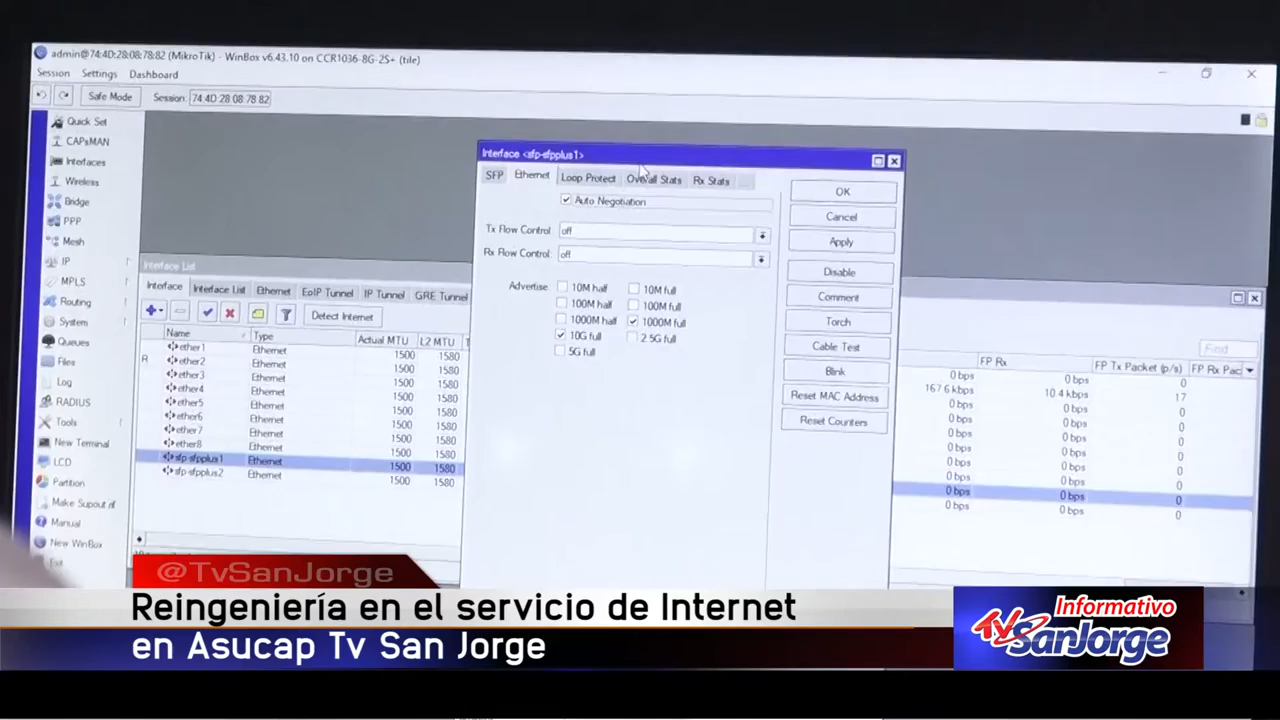 admin@74:4D:28:08:78:82 (MikroTik) - WinBox v6.43.10 on CCR1036-8G-2S+ (tile)
Session Settings Dashboard
Safe Mode Session: 74:4D:28:08:78:82
Quick Set
CAPsMAN
Interfaces
Wireless
Bridge
PPP
Mesh
IP
MPLS
Routing
System
Queues
Files
Log
RADIUS
Tools
New Terminal
LCD
Partition
Make Supout.rif
Manual
New WinBox
Exit
Interface <sfp-sfpplus1>
SFP Ethernet Loop Protect Overall Stats Rx Stats ...
Auto Negotiation
Tx Flow Control: off
Rx Flow Control: off
Advertise: 10M half 10M full
100M half 100M full
1000M half 1000M full
10G full 2.5G full
5G full
OK
Cancel
Apply
Disable
Comment
Torch
Cable Test
Blink
Reset MAC Address
Reset Counters
Interface List
Interface Interface List Ethernet EoIP Tunnel IP Tunnel GRE Tunnel
Detect Internet
Find
Name Type Actual MTU L2 MTU FP Rx FP Tx Packet (p/s) FP Rx Pac
ether1 Ethernet 1500 1580 0 bps 0 bps 0
R ether2 Ethernet 1500 1580 167.6 kbps 10.4 kbps 17
ether3 Ethernet 1500 1580 0 bps 0 bps 0
ether4 Ethernet 1500 1580 0 bps 0 bps 0
ether5 Ethernet 1500 1580 0 bps 0 bps 0
ether6 Ethernet 1500 1580 0 bps 0 bps 0
ether7 Ethernet 1500 1580 0 bps 0 bps 0
ether8 Ethernet 1500 1580 0 bps 0 bps 0
sfp-sfpplus1 Ethernet 1500 1580 0 bps 0 bps 0
sfp-sfpplus2 Ethernet 1500 1580 0 bps 0 bps 0
@TvSanJorge
Reingeniería en el servicio de Internet
en Asucap Tv San Jorge
Informativo
Tv SanJorge